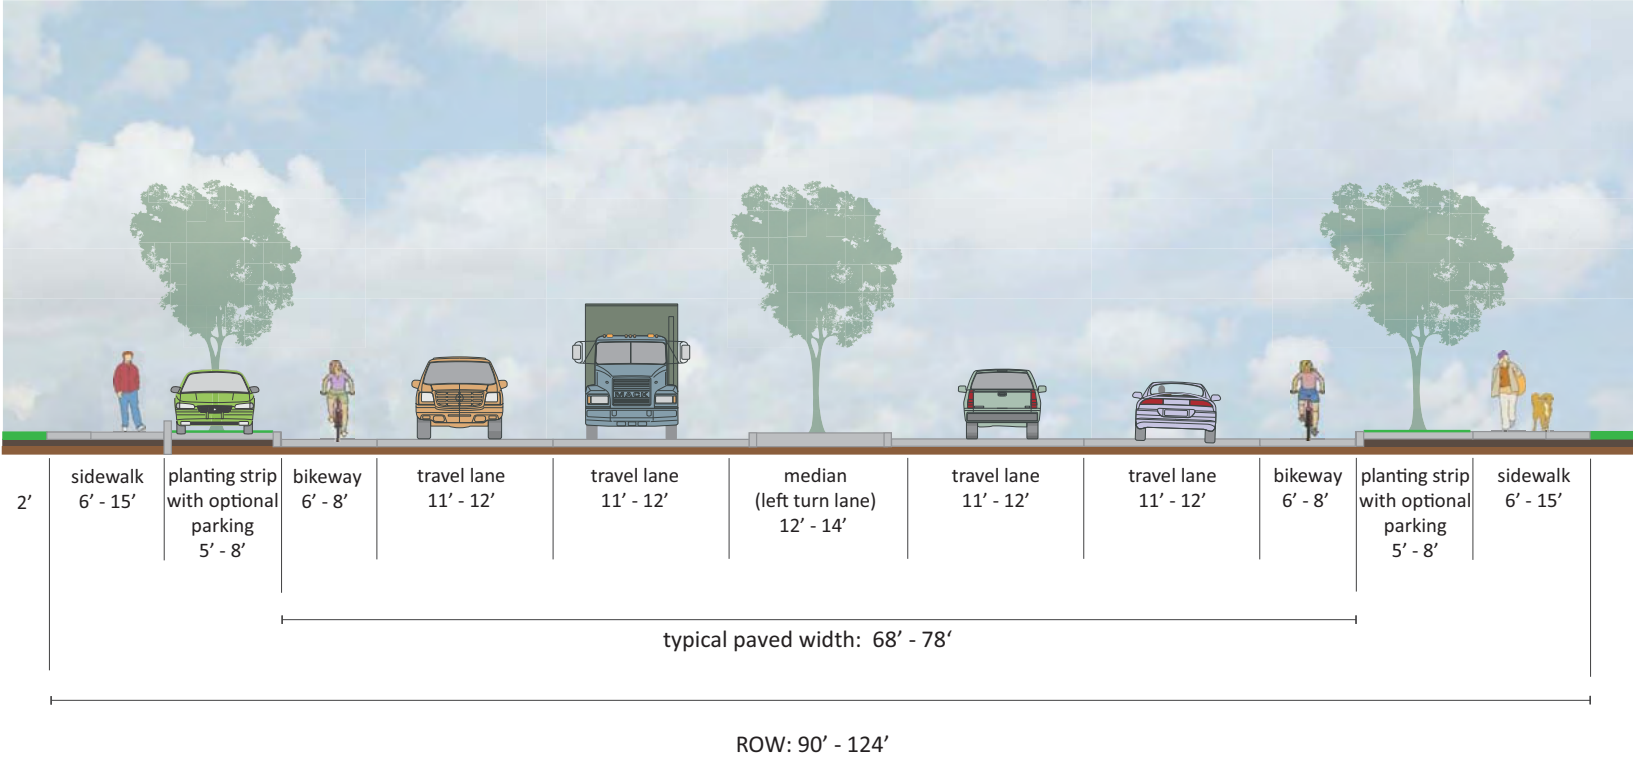 2’
sidewalk
6’ - 15’
planting strip
with optional
parking
5’ - 8’
bikeway
6’ - 8’
travel lane
11’ - 12’
travel lane
11’ - 12’
median
(left turn lane)
12’ - 14’
travel lane
11’ - 12’
travel lane
11’ - 12’
bikeway
6’ - 8’
planting strip
with optional
parking
5’ - 8’
sidewalk
6’ - 15’
MACK
typical paved width:  68’ - 78‘
ROW: 90’ - 124’